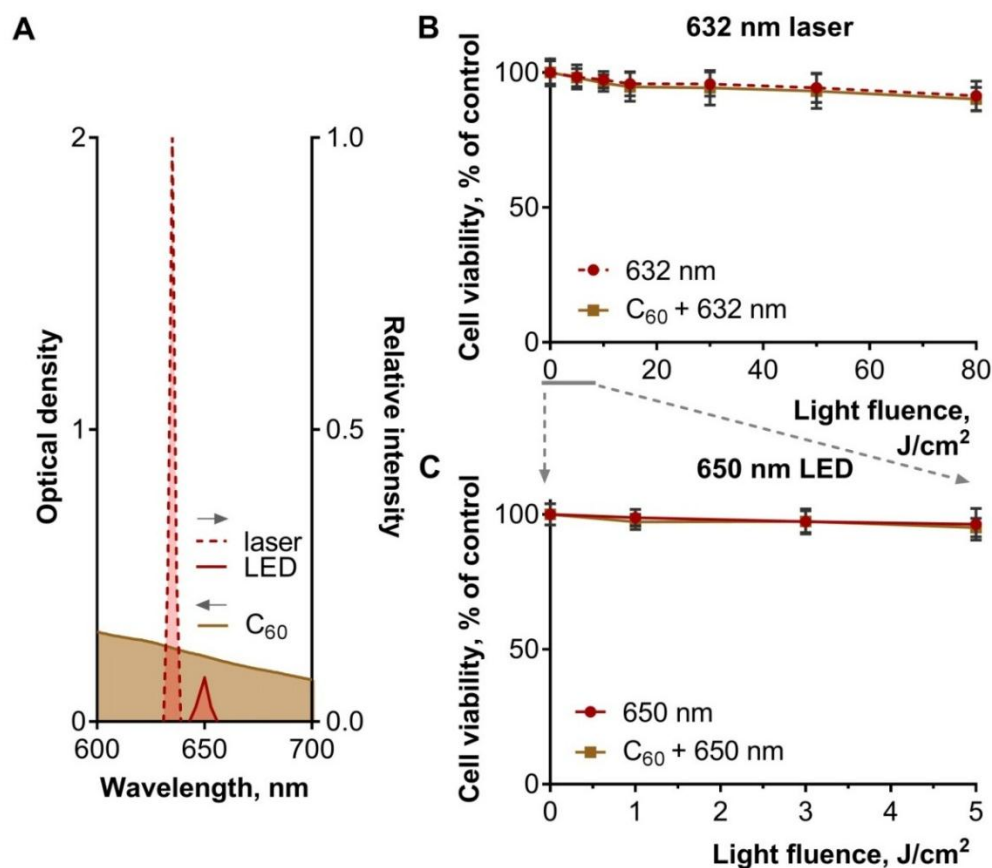 A
2
1
0
Optical density
1.0
0.5
0.0
Relative intensity
laser
LED
C₆₀
600
650
700
Wavelength, nm
B
632 nm laser
100
50
0
Cell viability, % of control
632 nm
C₆₀ + 632 nm
0
20
40
60
80
Light fluence,
J/cm²
C
650 nm LED
100
50
0
Cell viability, % of control
650 nm
C₆₀ + 650 nm
0
1
2
3
4
5
Light fluence, J/cm²